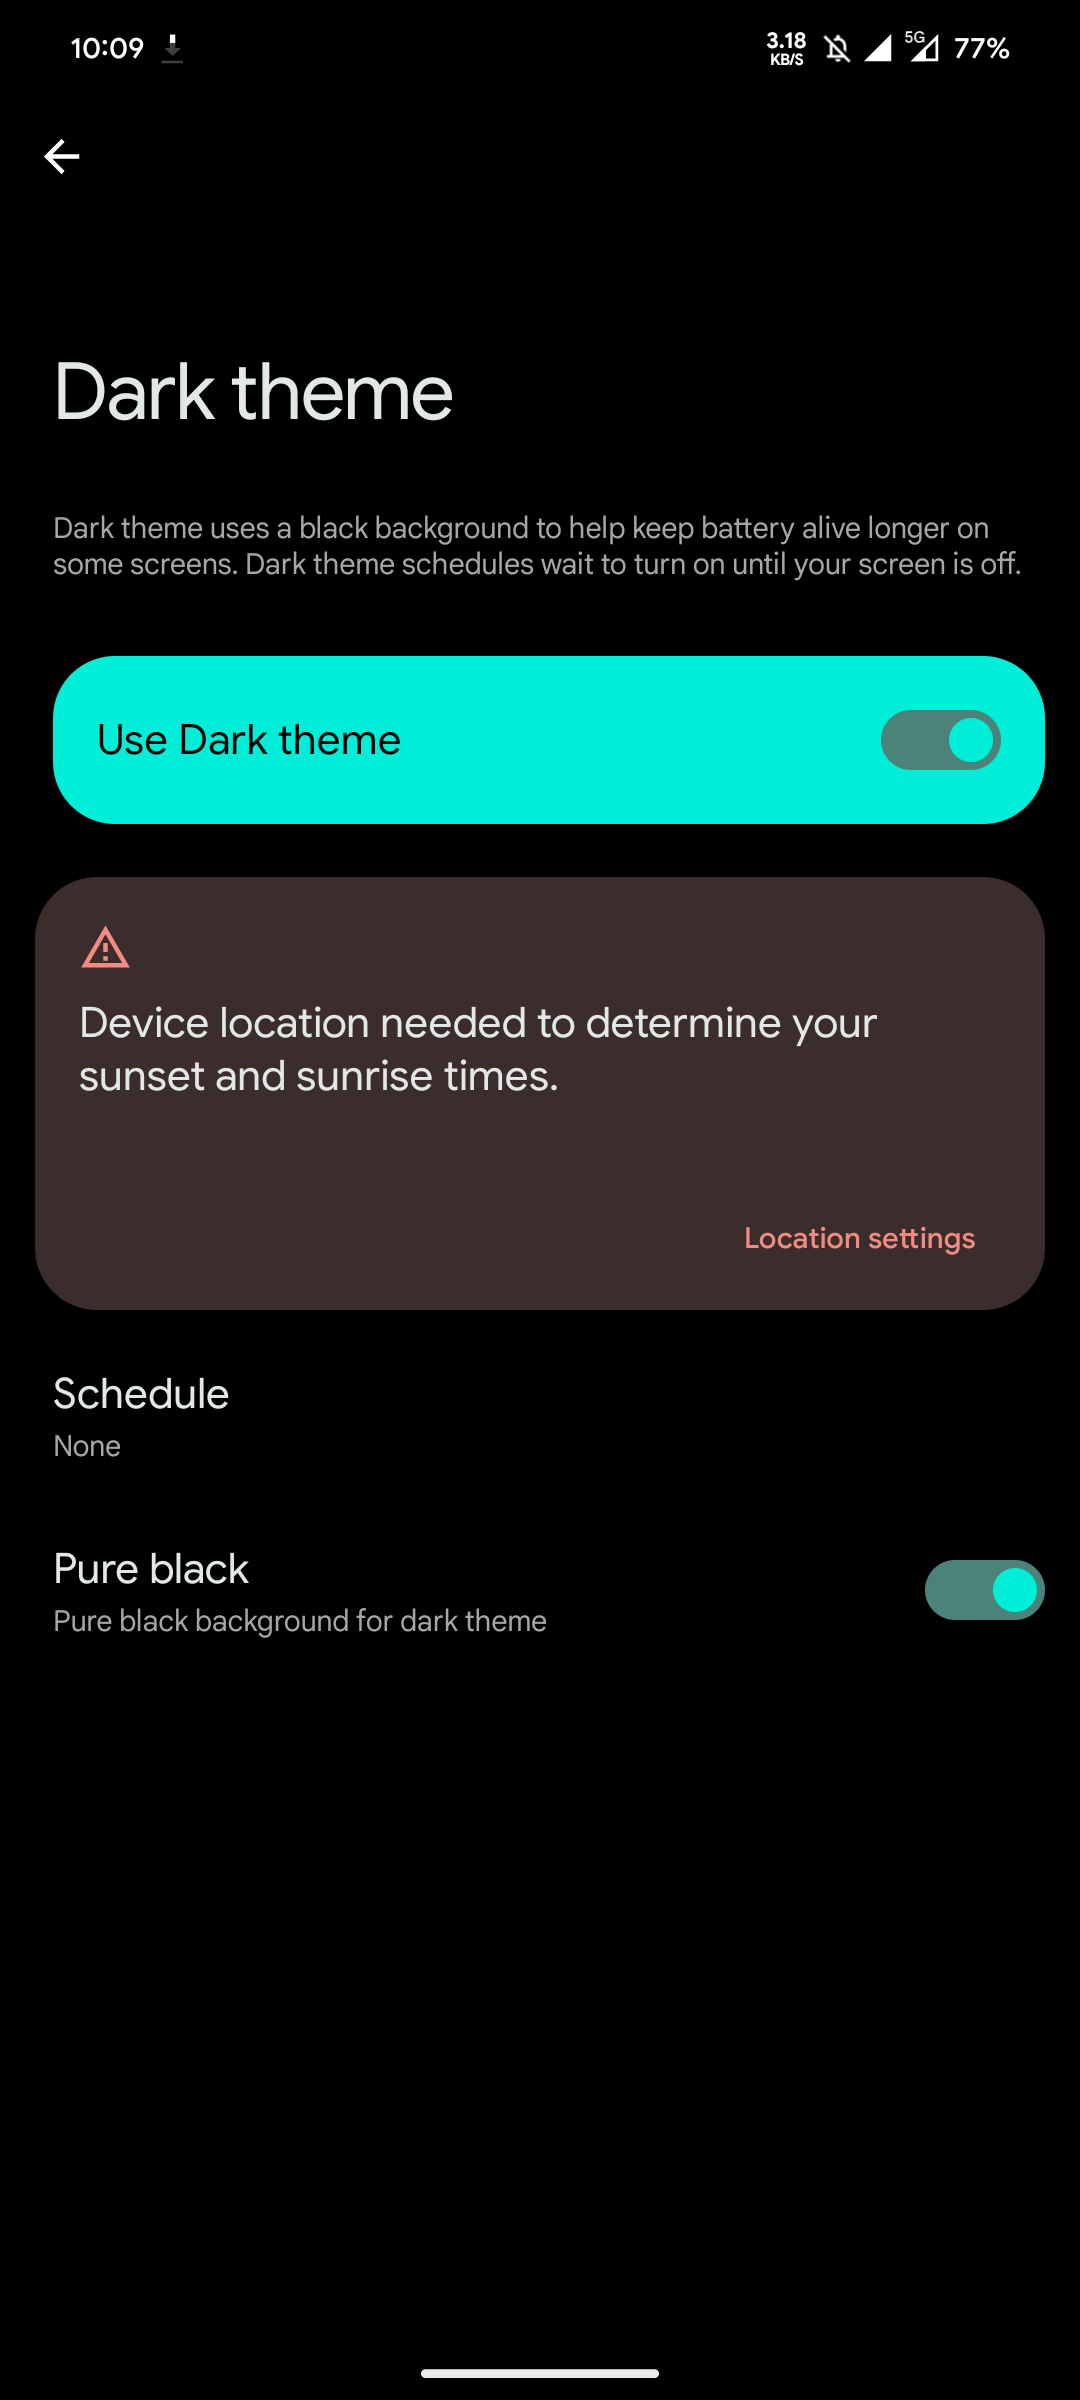 10:09
3.18
KB/S
5G
77%
Dark theme
Dark theme uses a black background to help keep battery alive longer on
some screens. Dark theme schedules wait to turn on until your screen is off.
Use Dark theme
Device location needed to determine your
sunset and sunrise times.
Location settings
Schedule
None
Pure black
Pure black background for dark theme